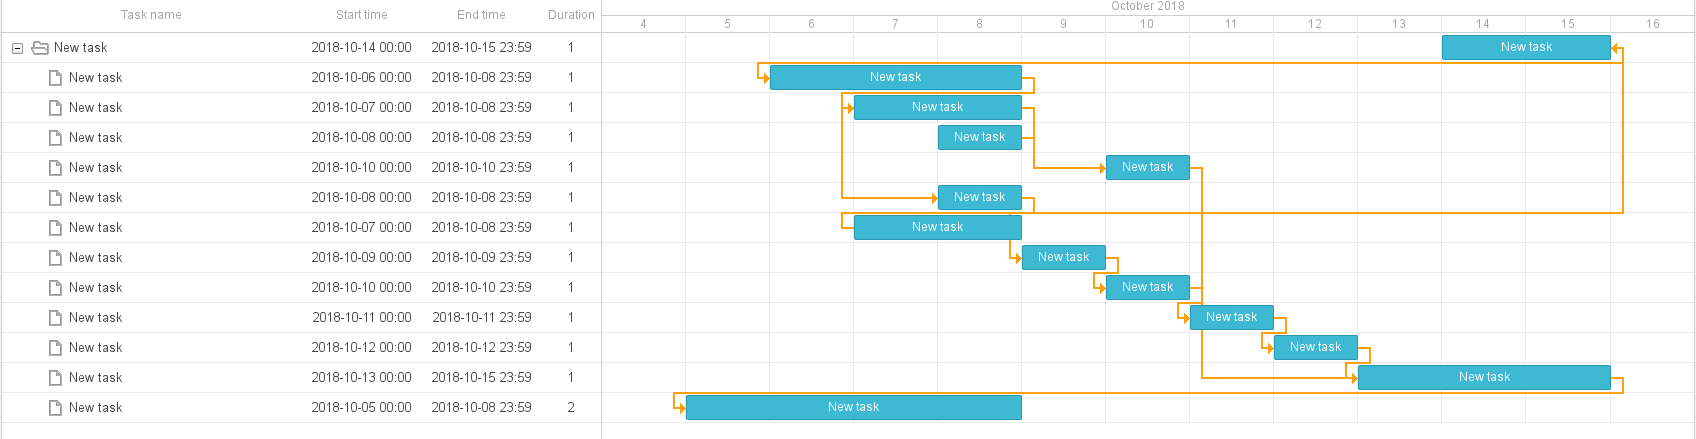 October 2018
Task name Start time End time Duration 4 5 6 7 8 9 10 11 12 13 14 15 16
New task 2018-10-14 00:00 2018-10-15 23:59 1 New task
New task 2018-10-06 00:00 2018-10-08 23:59 1 New task
New task 2018-10-07 00:00 2018-10-08 23:59 1 New task
New task 2018-10-08 00:00 2018-10-08 23:59 1 New task
New task 2018-10-10 00:00 2018-10-10 23:59 1 New task
New task 2018-10-08 00:00 2018-10-08 23:59 1 New task
New task 2018-10-07 00:00 2018-10-08 23:59 1 New task
New task 2018-10-09 00:00 2018-10-09 23:59 1 New task
New task 2018-10-10 00:00 2018-10-10 23:59 1 New task
New task 2018-10-11 00:00 2018-10-11 23:59 1 New task
New task 2018-10-12 00:00 2018-10-12 23:59 1 New task
New task 2018-10-13 00:00 2018-10-15 23:59 1 New task
New task 2018-10-05 00:00 2018-10-08 23:59 2 New task